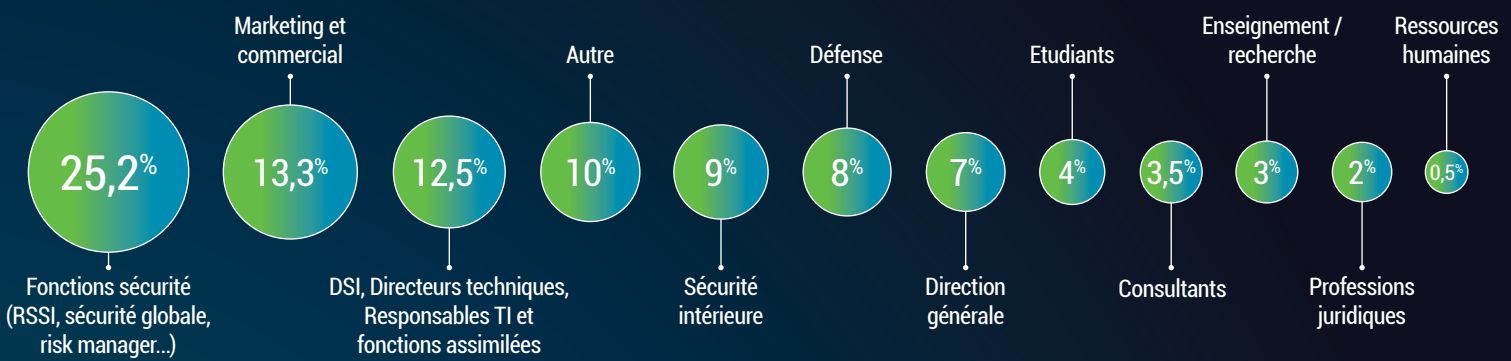 Marketing et
commercial
Autre
Défense
Etudiants
Enseignement /
recherche
Ressources
humaines
25,2%
13,3%
12,5%
10%
9%
8%
7%
4%
3,5%
3%
2%
0,5%
Fonctions sécurité
(RSSI, sécurité globale,
risk manager...)
DSI, Directeurs techniques,
Responsables TI et
fonctions assimilées
Sécurité
intérieure
Direction
générale
Consultants
Professions
juridiques